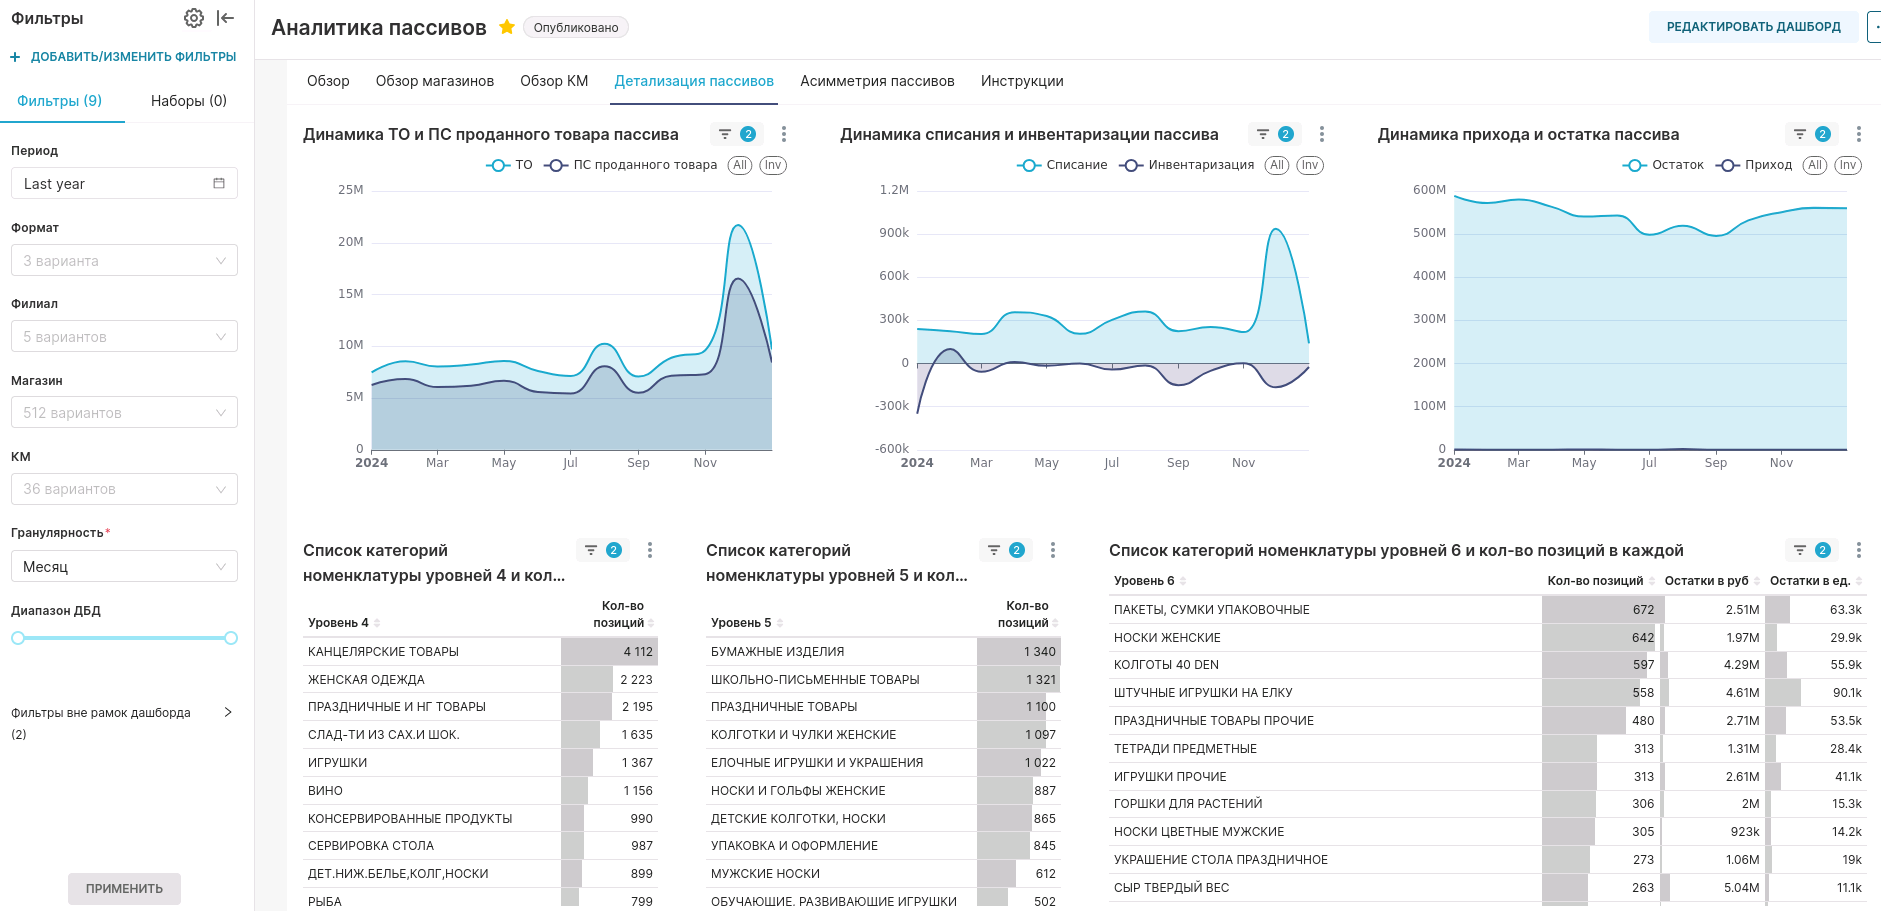 Фильтры
ДОБАВИТЬ/ИЗМЕНИТЬ ФИЛЬТРЫ
Фильтры (9) Наборы (0)
Период
Last year
Формат
3 варианта
Филиал
5 вариантов
Магазин
512 вариантов
КМ
36 вариантов
Гранулярность*
Месяц
Диапазон ДБД
Фильтры вне рамок дашборда
(2)
ПРИМЕНИТЬ
Аналитика пассивов Опубликовано РЕДАКТИРОВАТЬ ДАШБОРД
Обзор Обзор магазинов Обзор КМ Детализация пассивов Асимметрия пассивов Инструкции
Динамика ТО и ПС проданного товара пассива 2
ТО ПС проданного товара All Inv
25M
20M
15M
10M
5M
0
2024 Mar May Jul Sep Nov
Динамика списания и инвентаризации пассива 2
Списание Инвентаризация All Inv
1.2M
900k
600k
300k
0
-300k
-600k
2024 Mar May Jul Sep Nov
Динамика прихода и остатка пассива 2
Остаток Приход All Inv
600M
500M
400M
300M
200M
100M
0
2024 Mar May Jul Sep Nov
Список категорий 2
номенклатуры уровней 4 и кол...
Уровень 4 Кол-во позиций
КАНЦЕЛЯРСКИЕ ТОВАРЫ 4 112
ЖЕНСКАЯ ОДЕЖДА 2 223
ПРАЗДНИЧНЫЕ И НГ ТОВАРЫ 2 195
СЛАД-ТИ ИЗ САХ.И ШОК. 1 635
ИГРУШКИ 1 367
ВИНО 1 156
КОНСЕРВИРОВАННЫЕ ПРОДУКТЫ 990
СЕРВИРОВКА СТОЛА 987
ДЕТ.НИЖ.БЕЛЬЕ,КОЛГ,НОСКИ 899
РЫБА 799
Список категорий 2
номенклатуры уровней 5 и кол...
Уровень 5 Кол-во позиций
БУМАЖНЫЕ ИЗДЕЛИЯ 1 340
ШКОЛЬНО-ПИСЬМЕННЫЕ ТОВАРЫ 1 321
ПРАЗДНИЧНЫЕ ТОВАРЫ 1 100
КОЛГОТКИ И ЧУЛКИ ЖЕНСКИЕ 1 097
ЕЛОЧНЫЕ ИГРУШКИ И УКРАШЕНИЯ 1 022
НОСКИ И ГОЛЬФЫ ЖЕНСКИЕ 887
ДЕТСКИЕ КОЛГОТКИ, НОСКИ 865
УПАКОВКА И ОФОРМЛЕНИЕ 845
МУЖСКИЕ НОСКИ 612
ОБУЧАЮЩИЕ, РАЗВИВАЮЩИЕ ИГРУШКИ 502
Список категорий номенклатуры уровней 6 и кол-во позиций в каждой 2
Уровень 6 Кол-во позиций Остатки в руб Остатки в ед.
ПАКЕТЫ, СУМКИ УПАКОВОЧНЫЕ 672 2.51M 63.3k
НОСКИ ЖЕНСКИЕ 642 1.97M 29.9k
КОЛГОТЫ 40 DEN 597 4.29M 55.9k
ШТУЧНЫЕ ИГРУШКИ НА ЕЛКУ 558 4.61M 90.1k
ПРАЗДНИЧНЫЕ ТОВАРЫ ПРОЧИЕ 480 2.71M 53.5k
ТЕТРАДИ ПРЕДМЕТНЫЕ 313 1.31M 28.4k
ИГРУШКИ ПРОЧИЕ 313 2.61M 41.1k
ГОРШКИ ДЛЯ РАСТЕНИЙ 306 2M 15.3k
НОСКИ ЦВЕТНЫЕ МУЖСКИЕ 305 923k 14.2k
УКРАШЕНИЕ СТОЛА ПРАЗДНИЧНОЕ 273 1.06M 19k
СЫР ТВЕРДЫЙ ВЕС 263 5.04M 11.1k